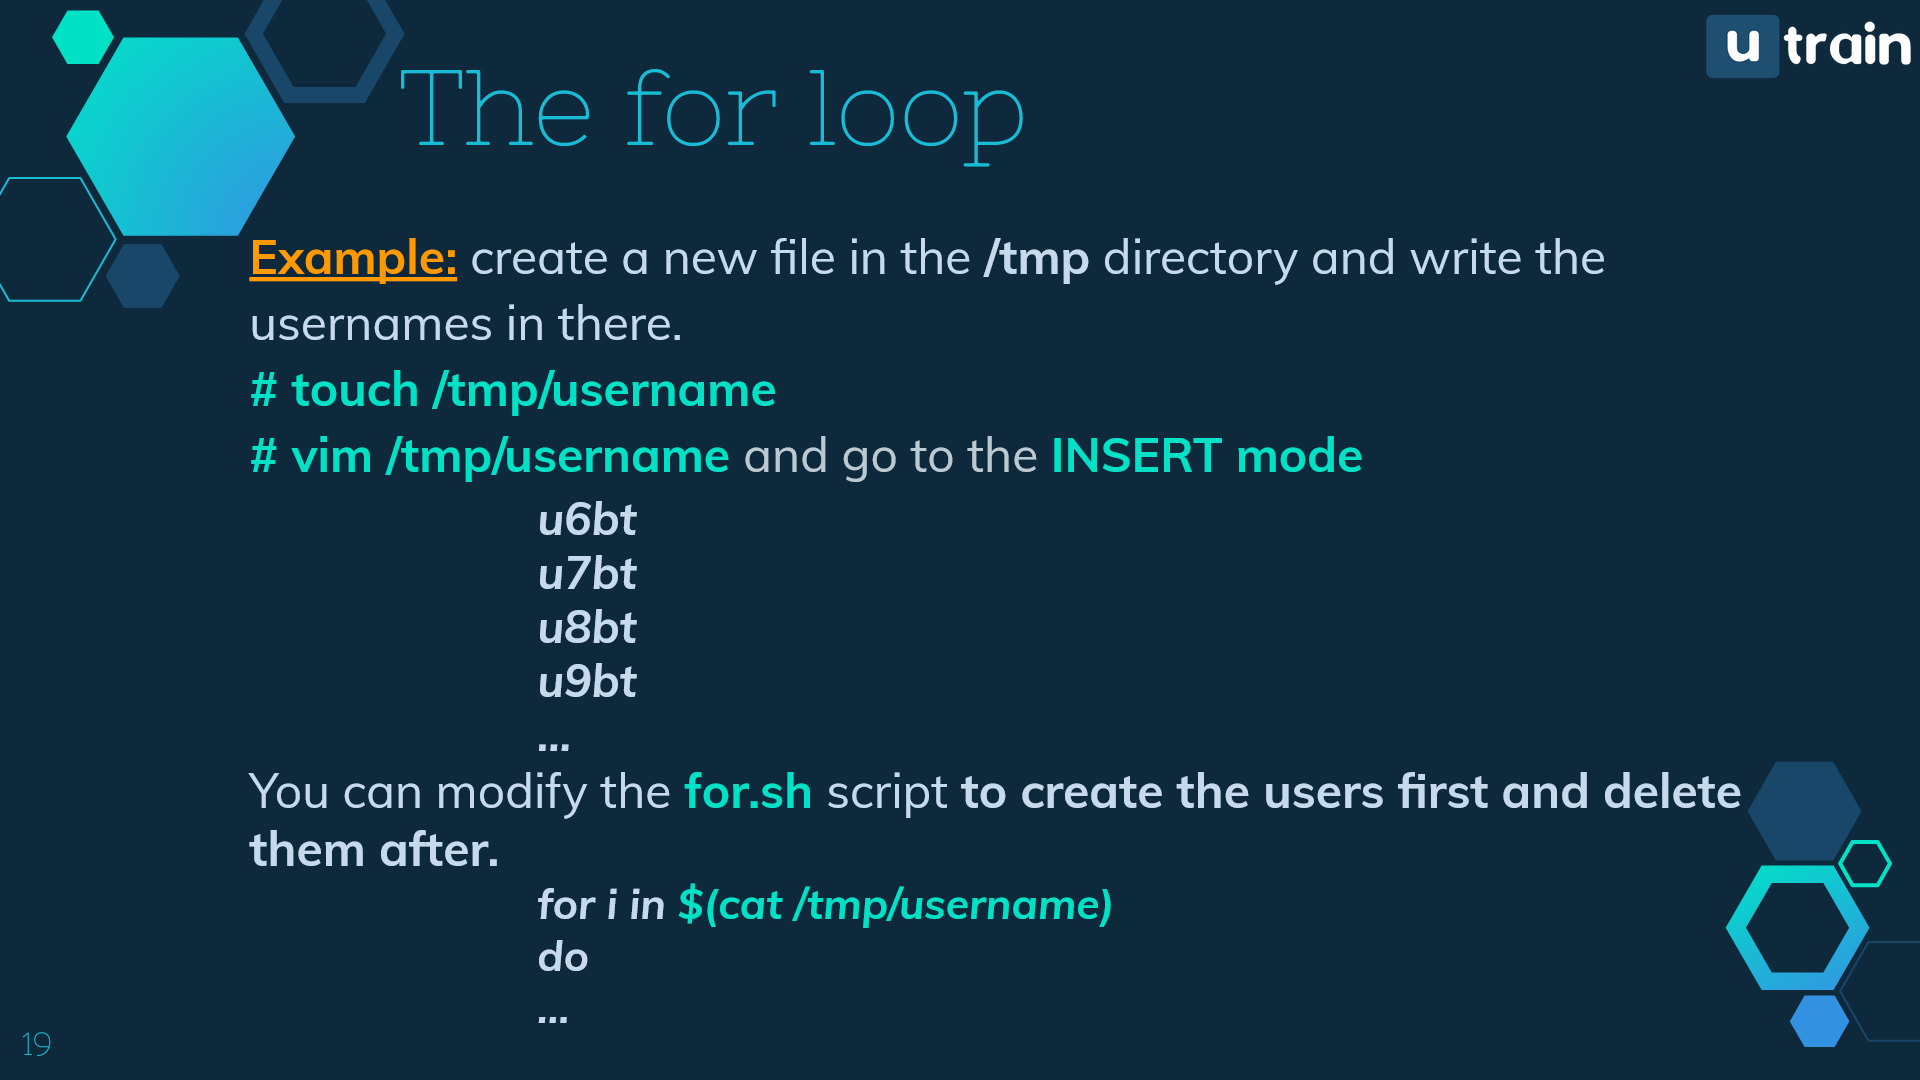 u train
The for loop
Example: create a new file in the /tmp directory and write the
usernames in there.
# touch /tmp/username
# vim /tmp/username and go to the INSERT mode
u6bt
u7bt
u8bt
u9bt
...
You can modify the for.sh script to create the users first and delete
them after.
for i in $(cat /tmp/username)
do
...
19